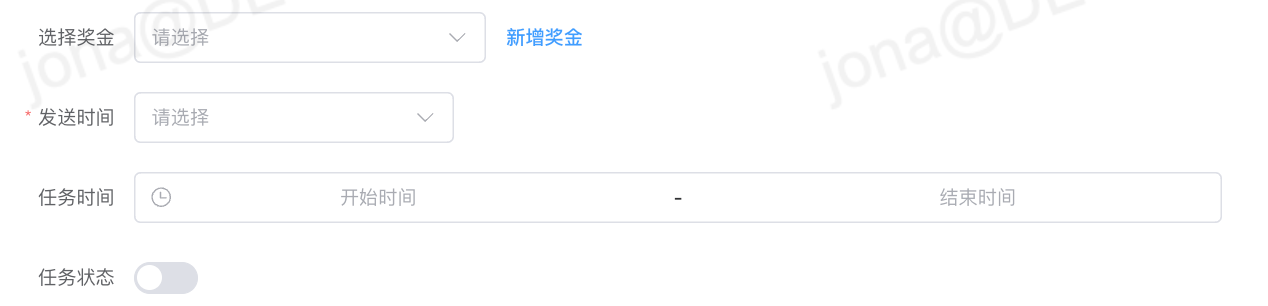 选择奖金 请选择 新增奖金
* 发送时间 请选择
任务时间 开始时间 - 结束时间
任务状态
jona@DE
jona@DE